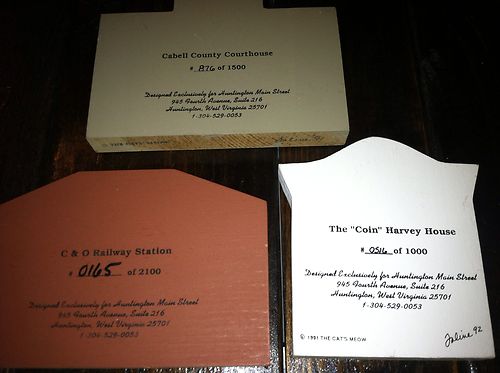 Cabell County Courthouse
# 876 of 1500
Designed Exclusively for Huntington Main Street
945 Fourth Avenue, Suite 216
Huntington, West Virginia 25701
1-304-529-0053
Faline '92
The "Coin" Harvey House
# 0516 of 1000
Designed Exclusively for Huntington Main Street
945 Fourth Avenue, Suite 216
Huntington, West Virginia 25701
1-304-529-0053
© 1991 THE CAT'S MEOW
Faline 92
C & O Railway Station
# 0165 of 2100
Designed Exclusively for Huntington Main Street
945 Fourth Avenue, Suite 216
Huntington, West Virginia 25701
1-304-529-0053